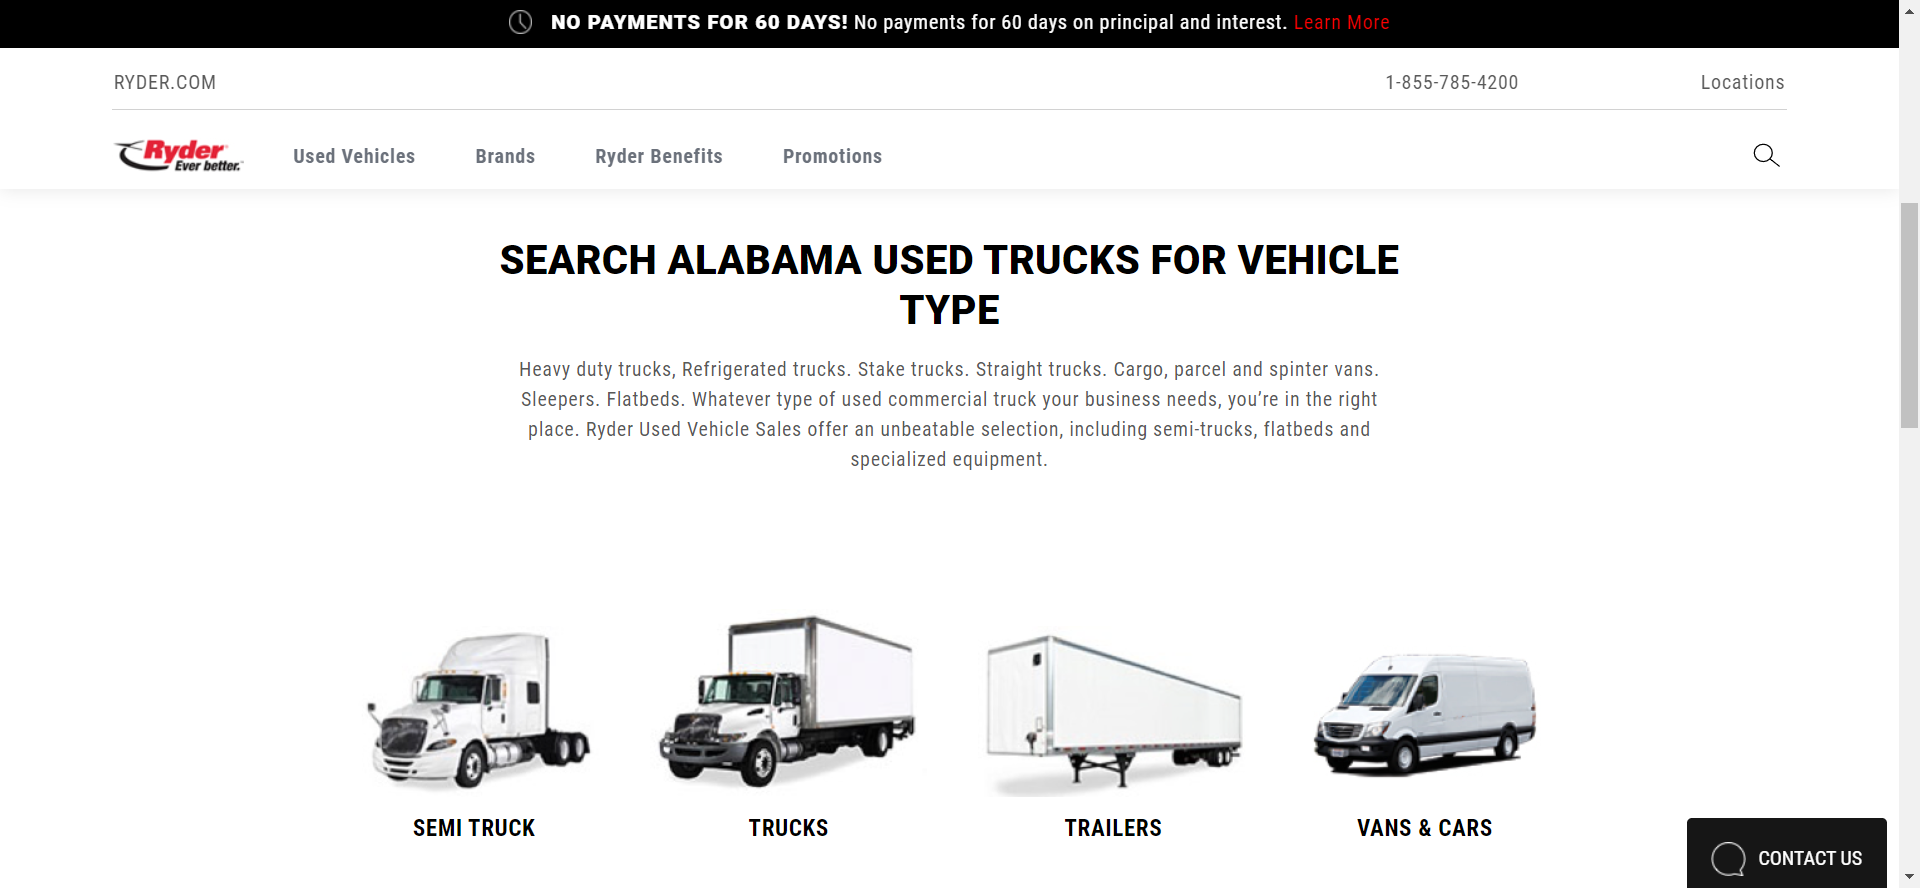 NO PAYMENTS FOR 60 DAYS! No payments for 60 days on principal and interest. Learn More
RYDER.COM
1-855-785-4200
Locations
Ryder
Ever better.
Used Vehicles
Brands
Ryder Benefits
Promotions
SEARCH ALABAMA USED TRUCKS FOR VEHICLE
TYPE
Heavy duty trucks, Refrigerated trucks. Stake trucks. Straight trucks. Cargo, parcel and spinter vans.
Sleepers. Flatbeds. Whatever type of used commercial truck your business needs, you’re in the right
place. Ryder Used Vehicle Sales offer an unbeatable selection, including semi-trucks, flatbeds and
specialized equipment.
SEMI TRUCK
TRUCKS
TRAILERS
VANS & CARS
CONTACT US